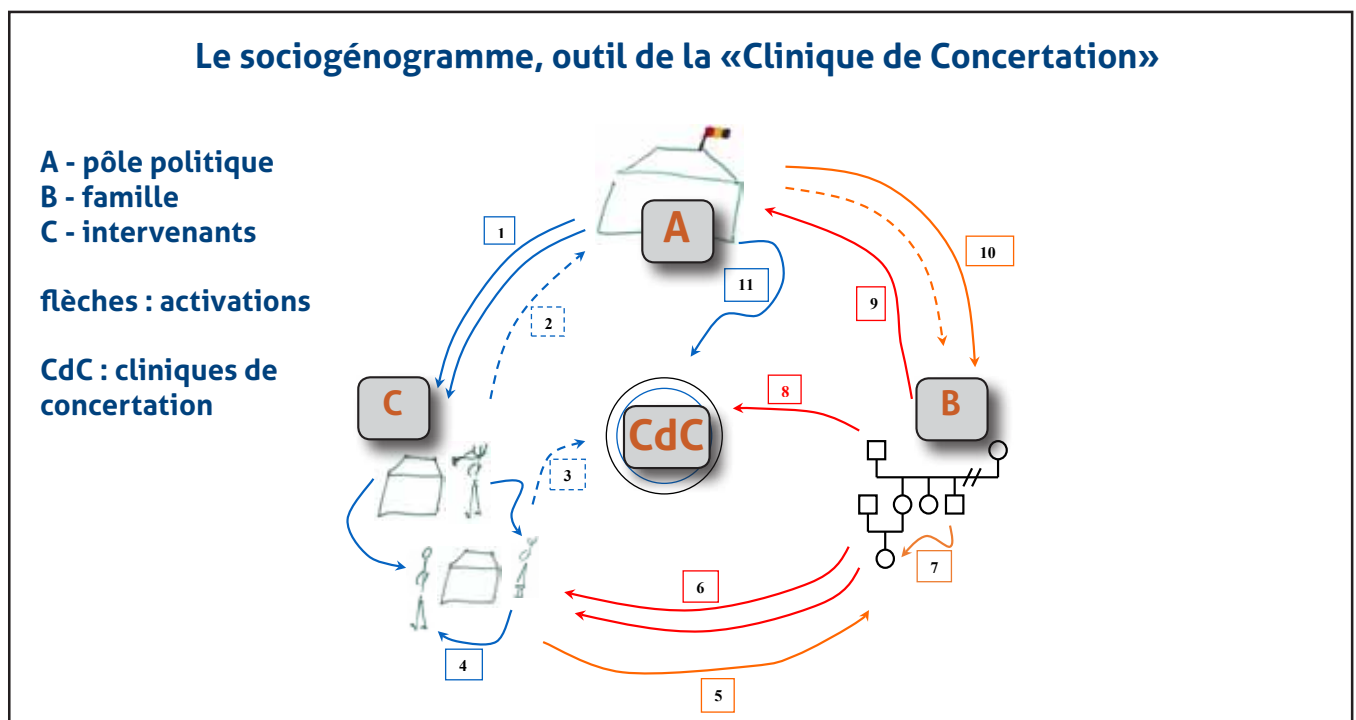 Le sociogénogramme, outil de la «Clinique de Concertation»
A - pôle politique
B - famille
C - intervenants
flèches : activations
CdC : cliniques de
concertation
A
1
10
11
9
2
C
B
8
CdC
3
7
6
4
5